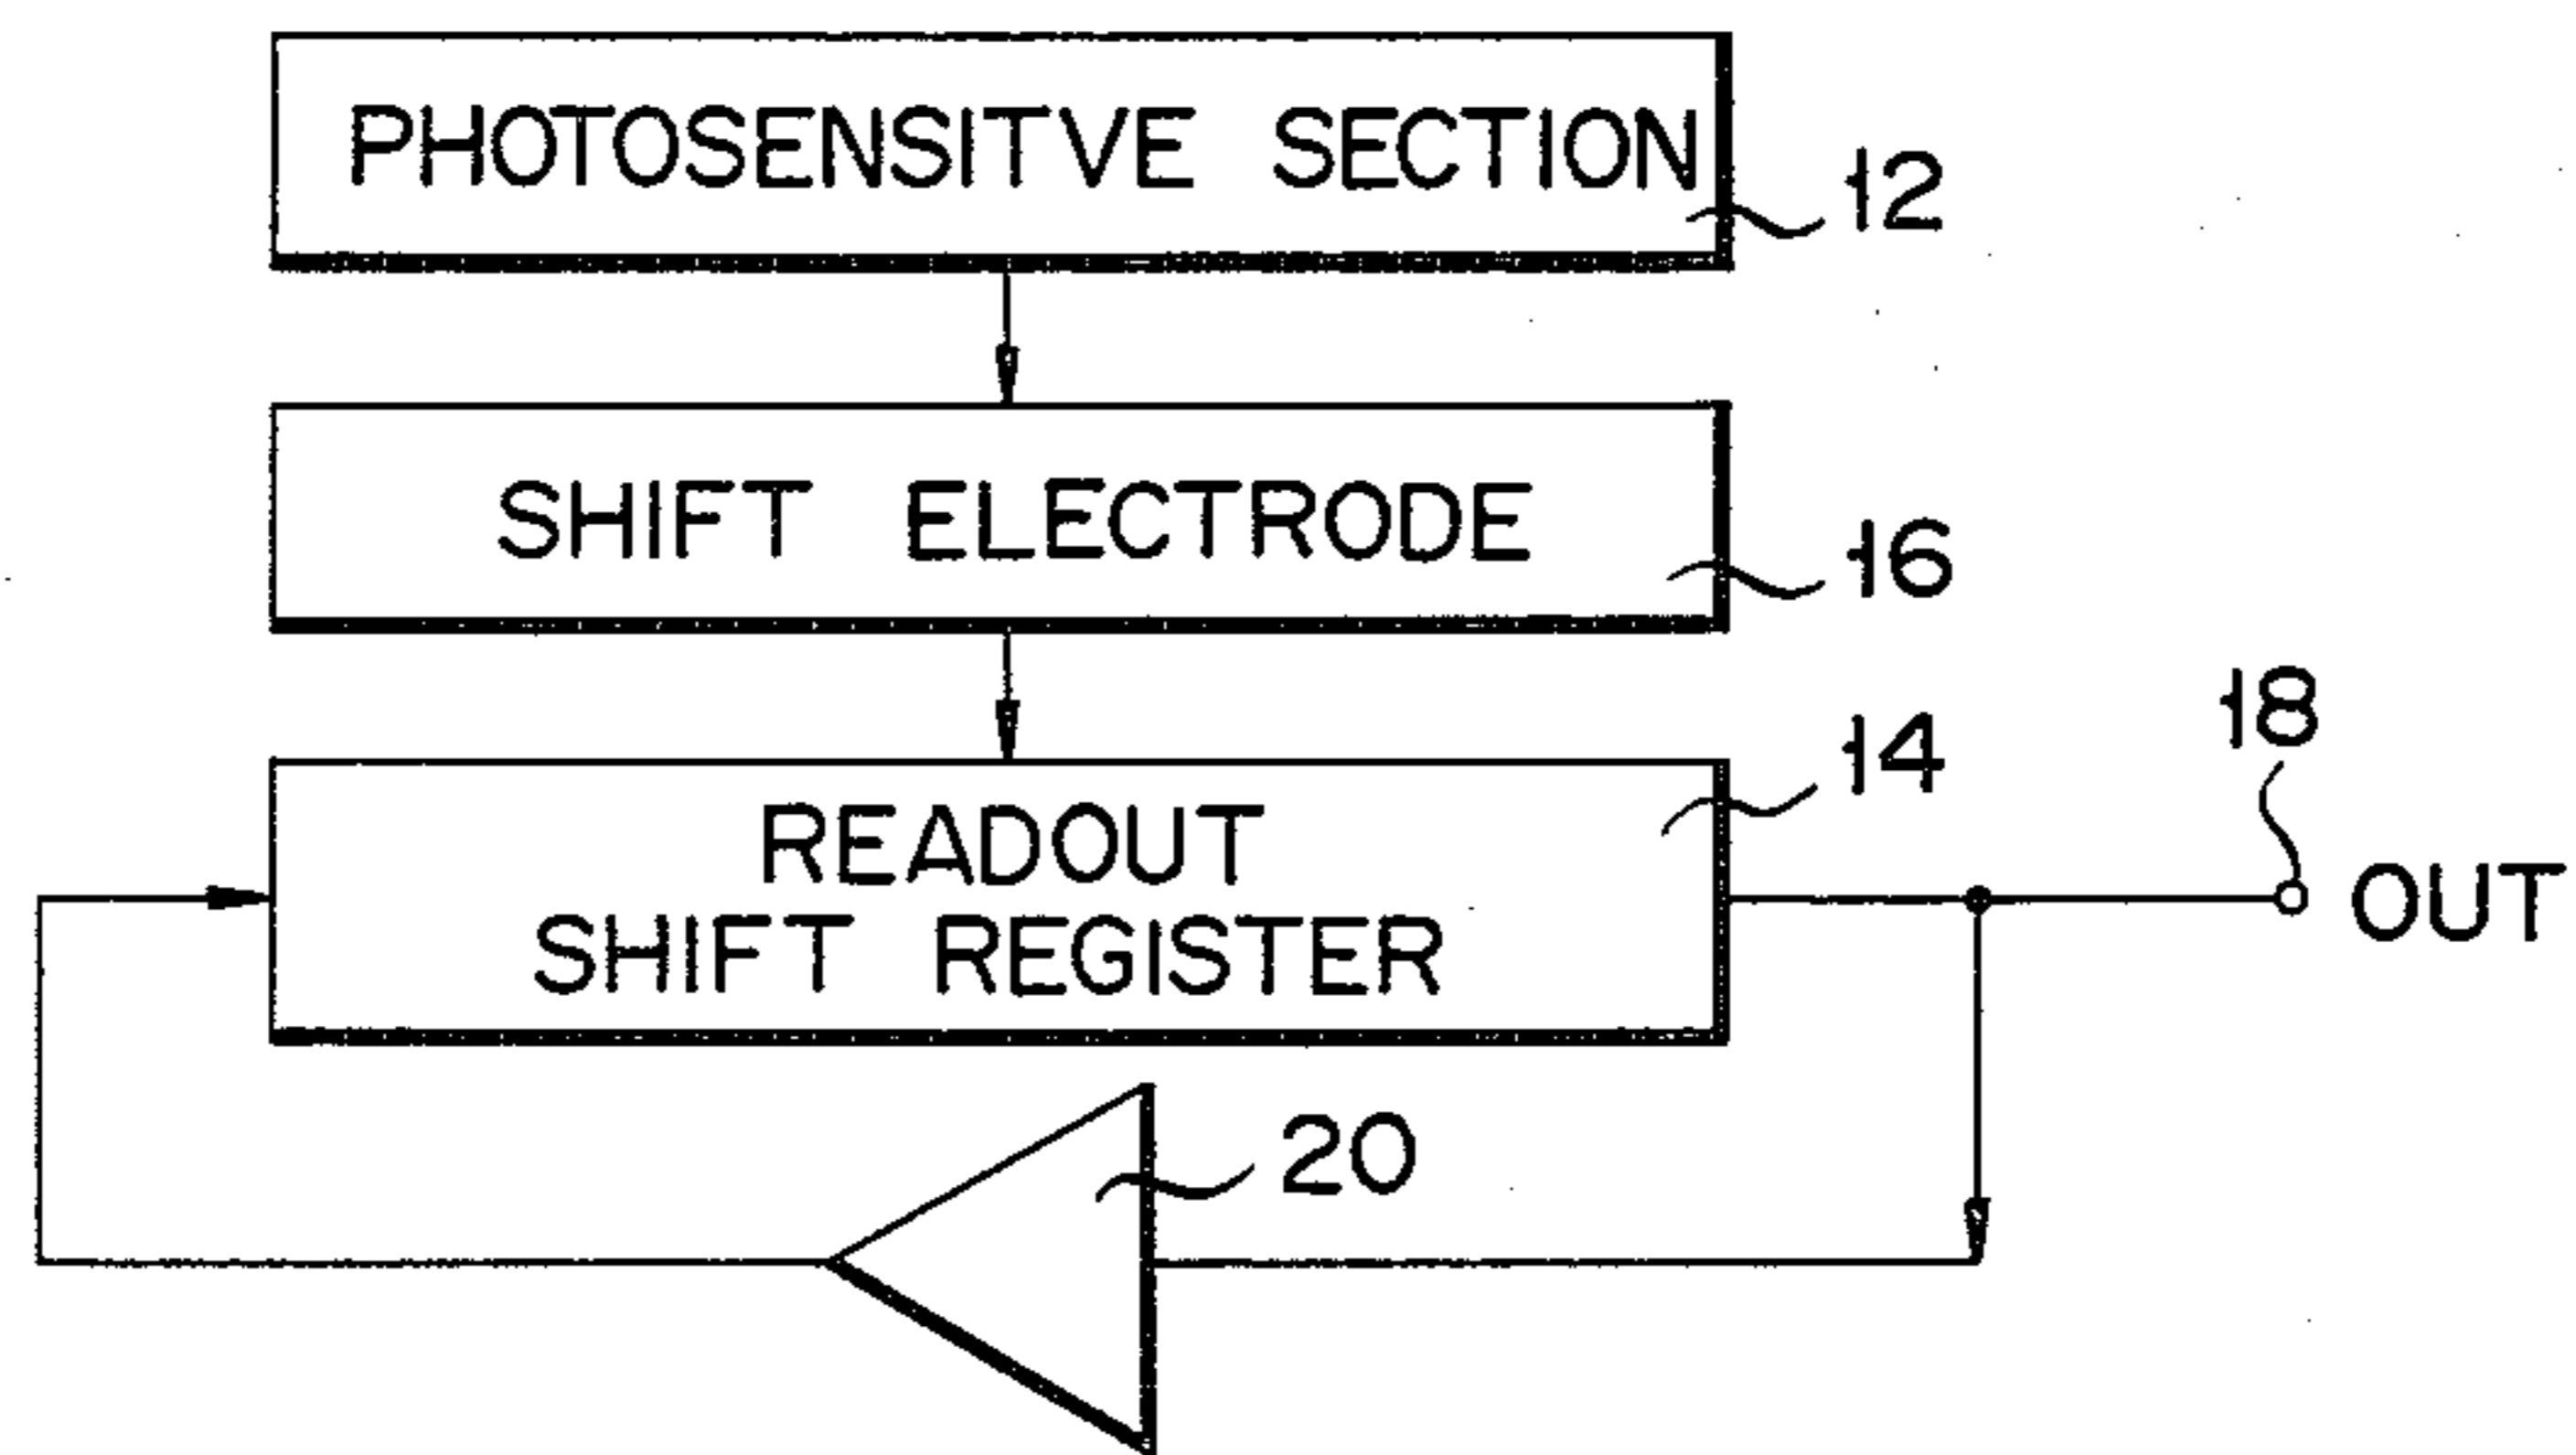 PHOTOSENSITVE SECTION
12
SHIFT ELECTRODE
16
18
14
READOUT
SHIFT REGISTER
OUT
20